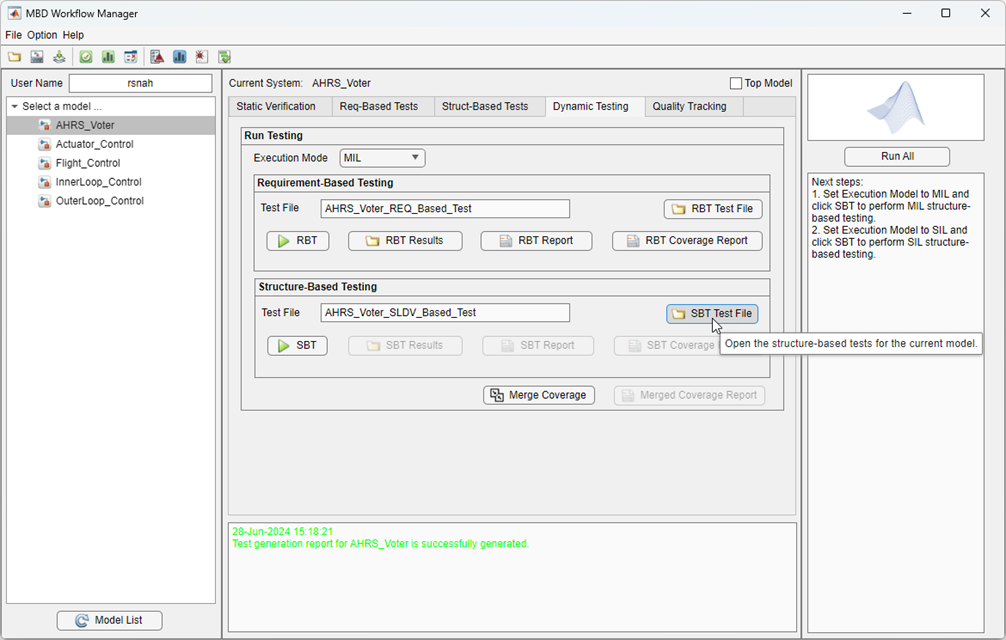 MBD Workflow Manager
File Option Help
User Name
rsnah
Select a model ...
AHRS_Voter
Actuator_Control
Flight_Control
InnerLoop_Control
OuterLoop_Control
Model List
Current System: AHRS_Voter
Top Model
Static Verification
Req-Based Tests
Struct-Based Tests
Dynamic Testing
Quality Tracking
Run Testing
Execution Mode
MIL
Requirement-Based Testing
Test File
AHRS_Voter_REQ_Based_Test
RBT Test File
RBT
RBT Results
RBT Report
RBT Coverage Report
Structure-Based Testing
Test File
AHRS_Voter_SLDV_Based_Test
SBT Test File
SBT
SBT Results
SBT Report
SBT Coverage
Open the structure-based tests for the current model.
Merge Coverage
Merged Coverage Report
28-Jun-2024 15:18:21
Test generation report for AHRS_Voter is successfully generated.
Run All
Next steps:
1. Set Execution Model to MIL and
click SBT to perform MIL structure-
based testing.
2. Set Execution Model to SIL and
click SBT to perform SIL structure-
based testing.